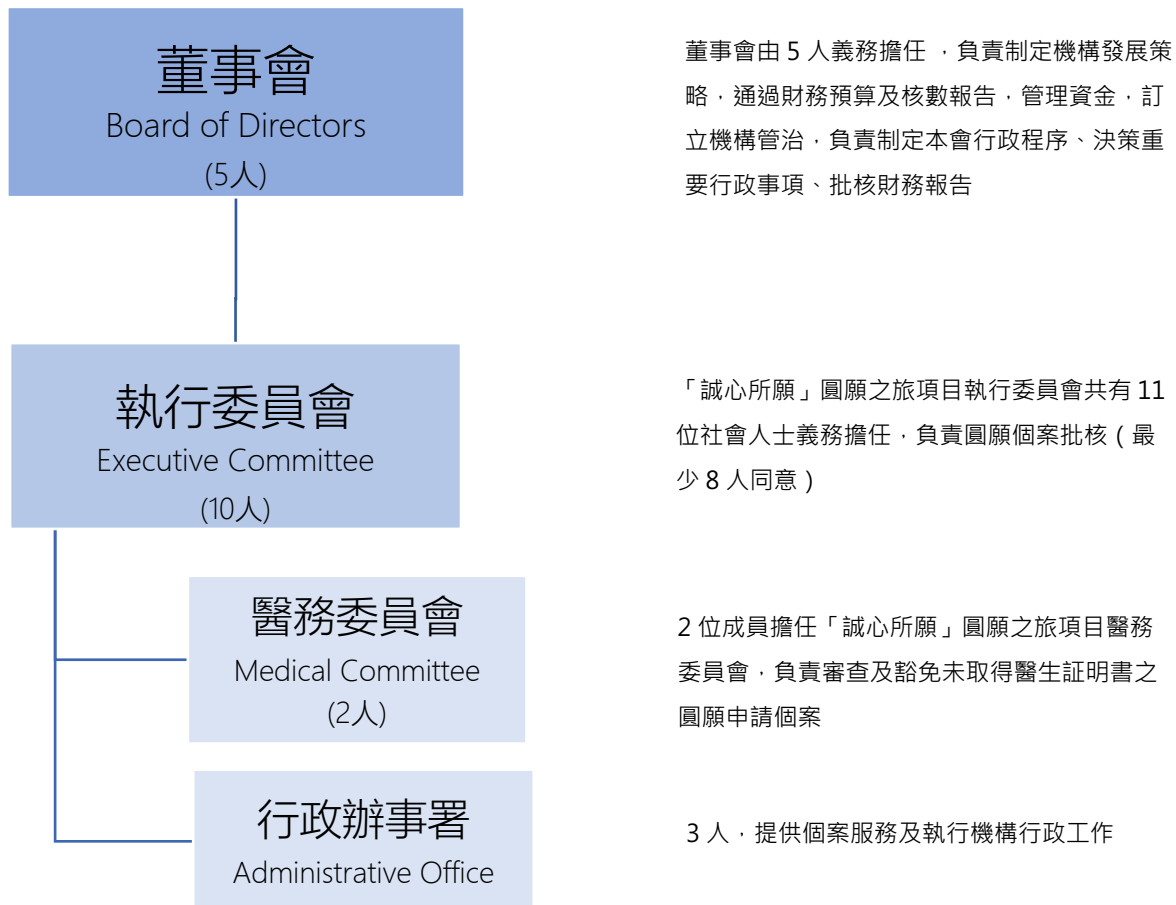 董事會
Board of Directors
(5人)
董事會由 5 人義務擔任 ，負責制定機構發展策
略，通過財務預算及核數報告，管理資金，訂
立機構管治，負責制定本會行政程序、決策重
要行政事項、批核財務報告
執行委員會
Executive Committee
(10人)
「誠心所願」圓願之旅項目執行委員會共有 11
位社會人士義務擔任，負責圓願個案批核（最
少 8 人同意）
醫務委員會
Medical Committee
(2人)
2 位成員擔任「誠心所願」圓願之旅項目醫務
委員會，負責審查及豁免未取得醫生証明書之
圓願申請個案
行政辦事署
Administrative Office
3 人，提供個案服務及執行機構行政工作